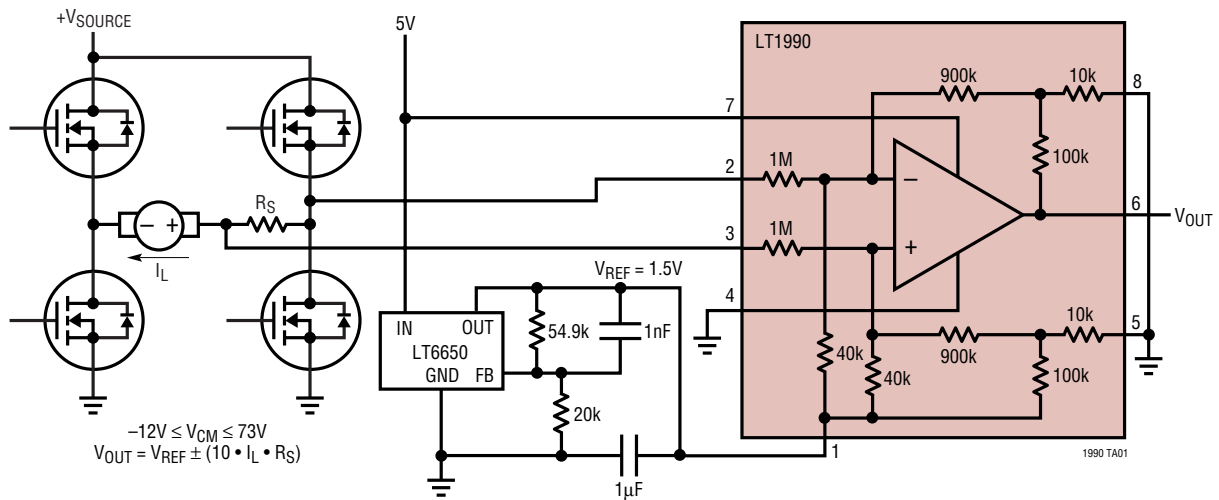 +VSOURCE
5V
LT1990
900k
10k
8
7
100k
2
1M
RS
6
VOUT
3
1M
IL
VREF = 1.5V
4
IN
OUT
54.9k
1nF
LT6650
GND
FB
40k
40k
900k
10k
5
100k
20k
–12V ≤ VCM ≤ 73V
VOUT = VREF ± (10 • IL • RS)
1
1µF
1990 TA01